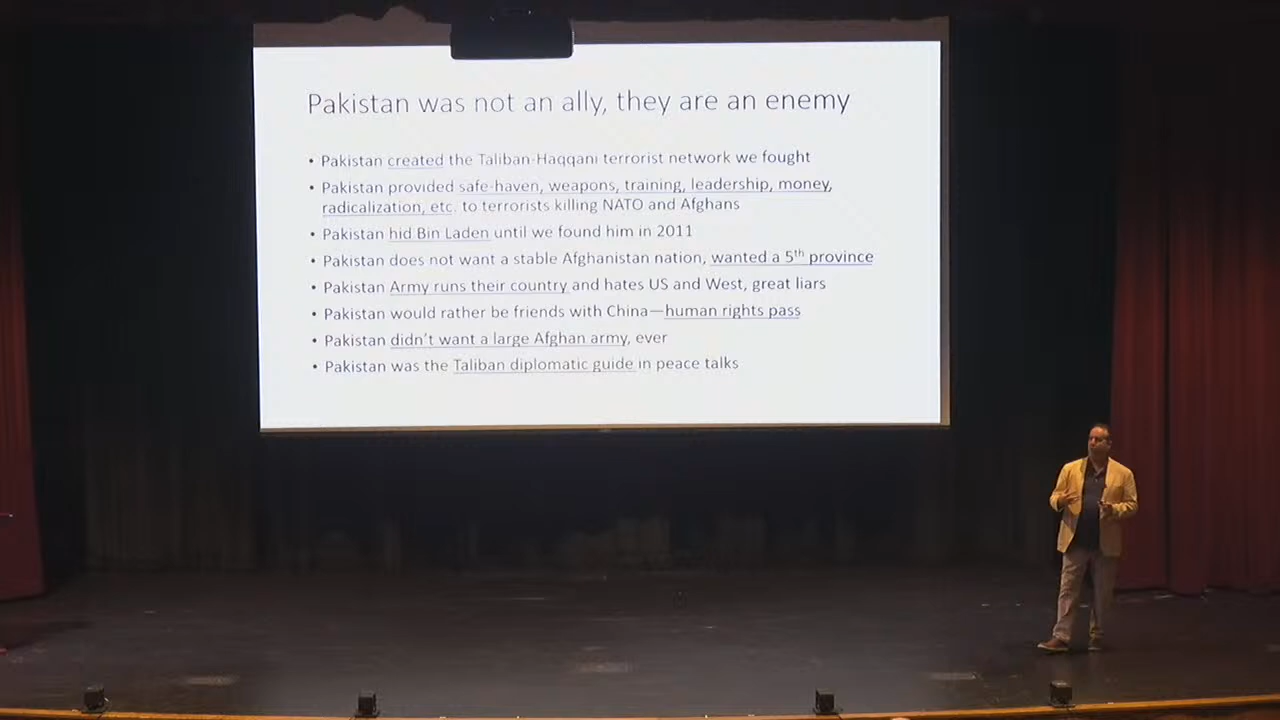 Pakistan was not an ally, they are an enemy
• Pakistan created the Taliban-Haqqani terrorist network we fought
• Pakistan provided safe-haven, weapons, training, leadership, money,
radicalization, etc. to terrorists killing NATO and Afghans
• Pakistan hid Bin Laden until we found him in 2011
• Pakistan does not want a stable Afghanistan nation, wanted a 5th province
• Pakistan Army runs their country and hates US and West, great liars
• Pakistan would rather be friends with China—human rights pass
• Pakistan didn't want a large Afghan army, ever
• Pakistan was the Taliban diplomatic guide in peace talks